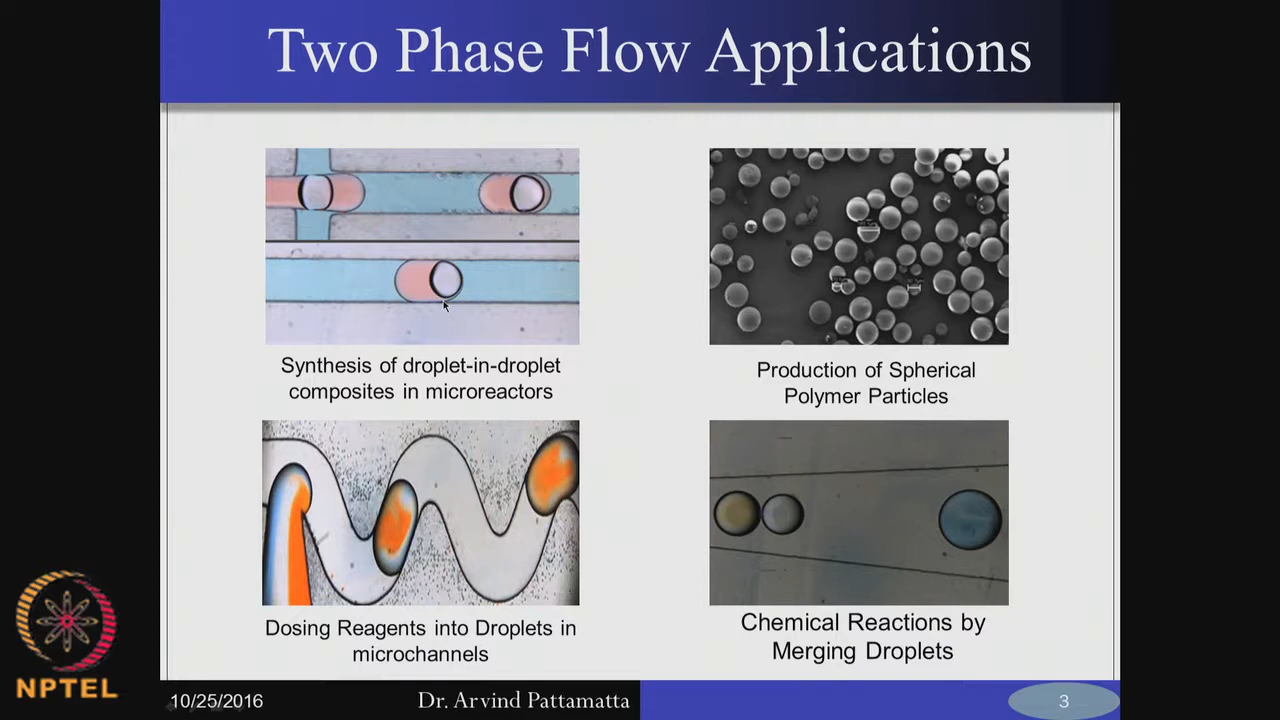 Two Phase Flow Applications
Synthesis of droplet-in-droplet
composites in microreactors
Production of Spherical
Polymer Particles
Dosing Reagents into Droplets in
microchannels
Chemical Reactions by
Merging Droplets
NPTEL
10/25/2016
Dr. Arvind Pattamatta
3